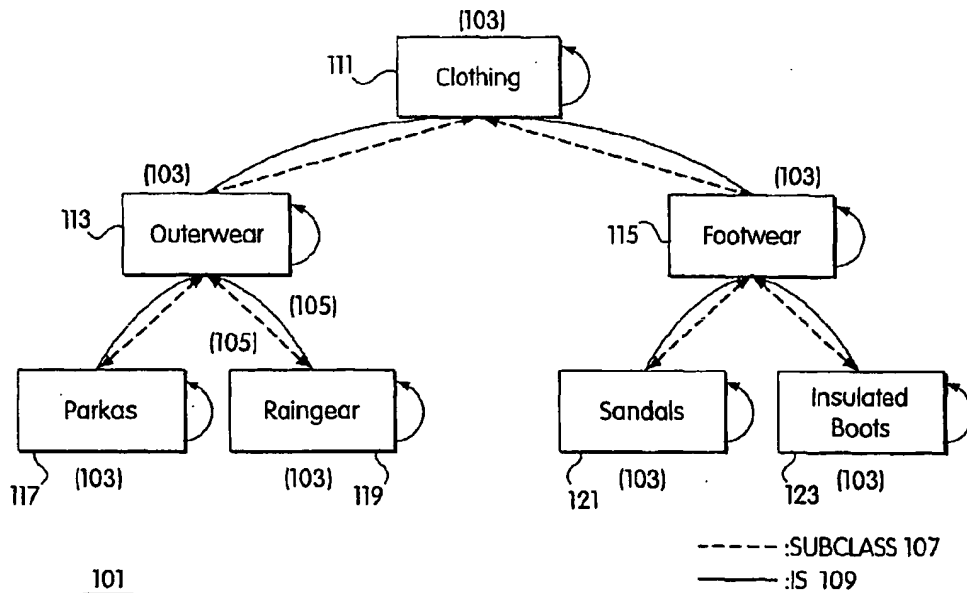 (103)
111
Clothing
(103)
113
Outerwear
(103)
115
Footwear
(105)
(105)
Parkas
Raingear
Sandals
Insulated
Boots
117
(103)
(103)
119
121
(103)
123
(103)
:SUBCLASS 107
:IS 109
101